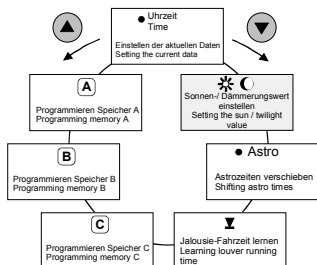 Uhrzeit
Time
Einstellen der aktuellen Daten
Setting the current data
A
Programmieren Speicher A
Programming memory A
Sonnen-/ Dämmerungswert
einstellen
Setting the sun / twilight
value
B
Programmieren Speicher B
Programming memory B
Astro
Astrozeiten verschieben
Shifting astro times
C
Programmieren Speicher C
Programming memory C
Jalousie-Fahrzeit lernen
Learning louver running
time